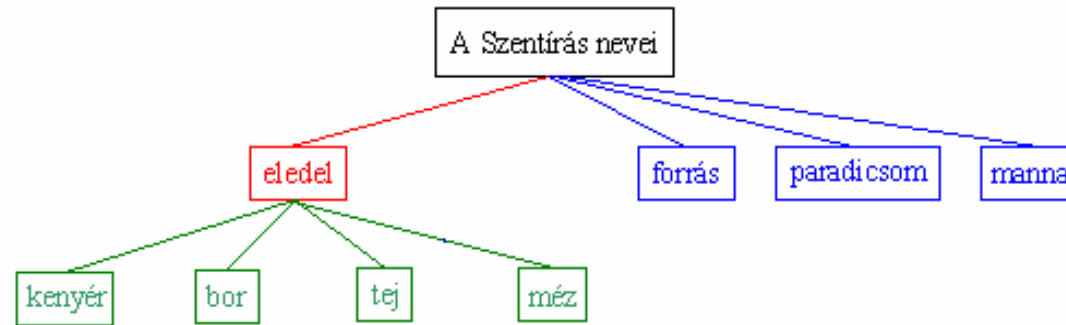 A Szentírás nevei
eledel
forrás
paradicsom
manna
kenyér
bor
tej
méz